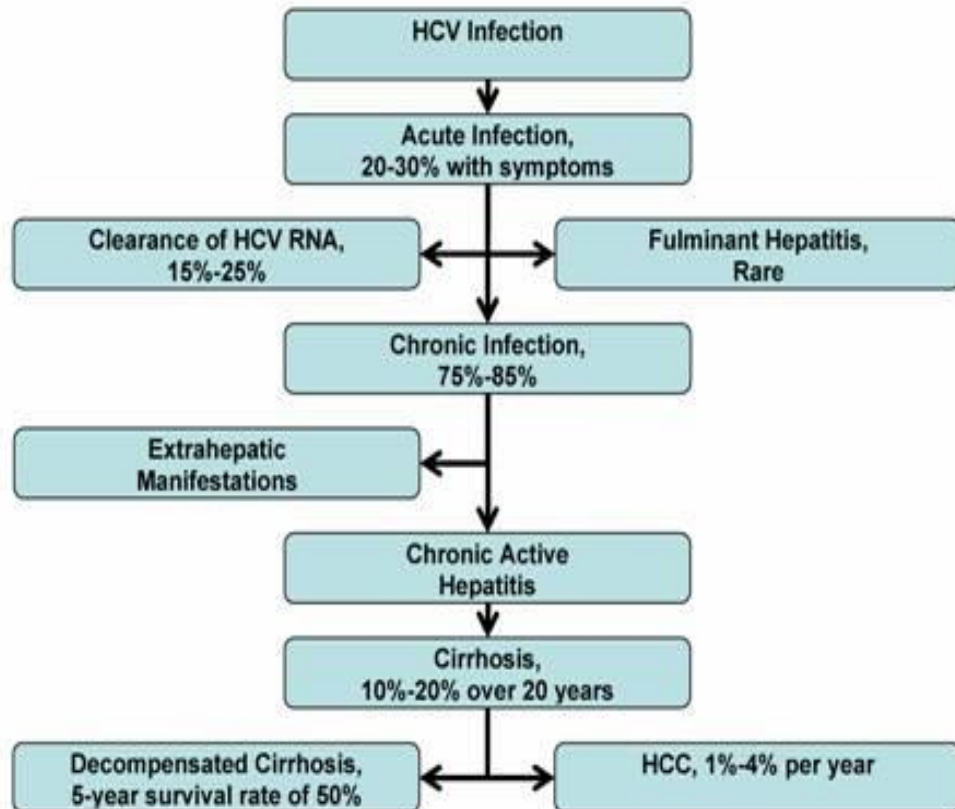 HCV Infection
Acute Infection,
20-30% with symptoms
Clearance of HCV RNA,
15%-25%
Fulminant Hepatitis,
Rare
Chronic Infection,
75%-85%
Extrahepatic
Manifestations
Chronic Active
Hepatitis
Cirrhosis,
10%-20% over 20 years
Decompensated Cirrhosis,
5-year survival rate of 50%
HCC, 1%-4% per year